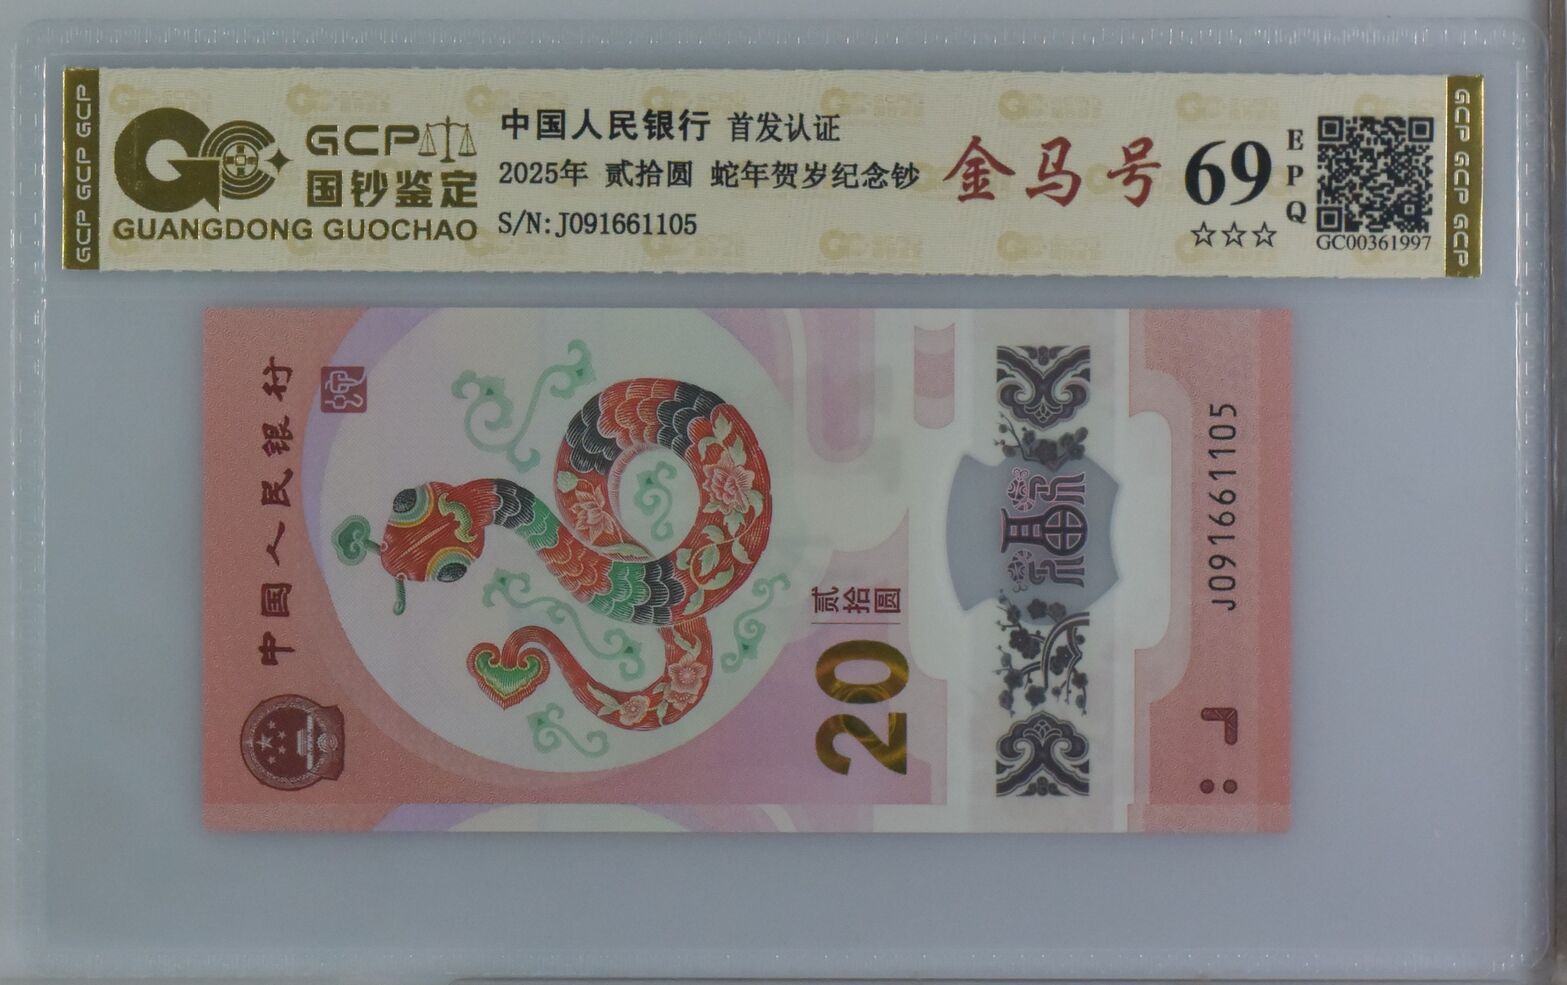 GCP GCP GCP
GCP
国钞鉴定
GUANGDONG GUOCHAO
中国人民银行 首发认证
2025年 贰拾圆 蛇年贺岁纪念钞
S/N:J091661105
金马号
69
EPQ
☆☆☆
GC00361997
GCP GCP GCP
中国人民银行
贰拾圆
20
J091661105